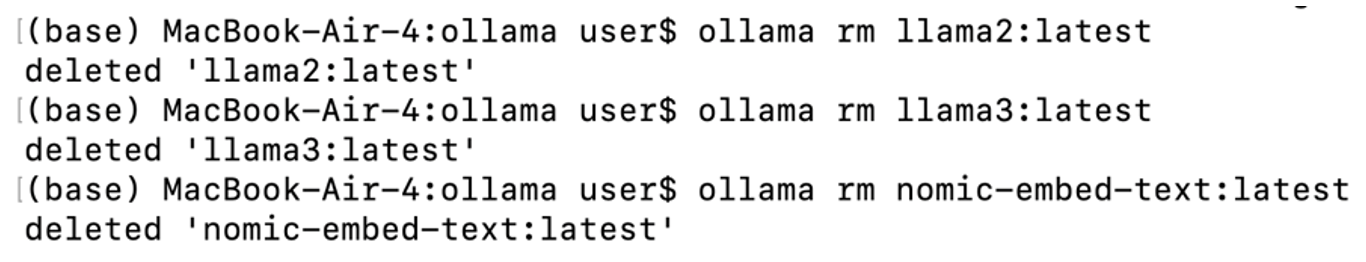 [(base) MacBook-Air-4:ollama user$ ollama rm llama2:latest
deleted 'llama2:latest'
[(base) MacBook-Air-4:ollama user$ ollama rm llama3:latest
deleted 'llama3:latest'
[(base) MacBook-Air-4:ollama user$ ollama rm nomic-embed-text:latest
deleted 'nomic-embed-text:latest'